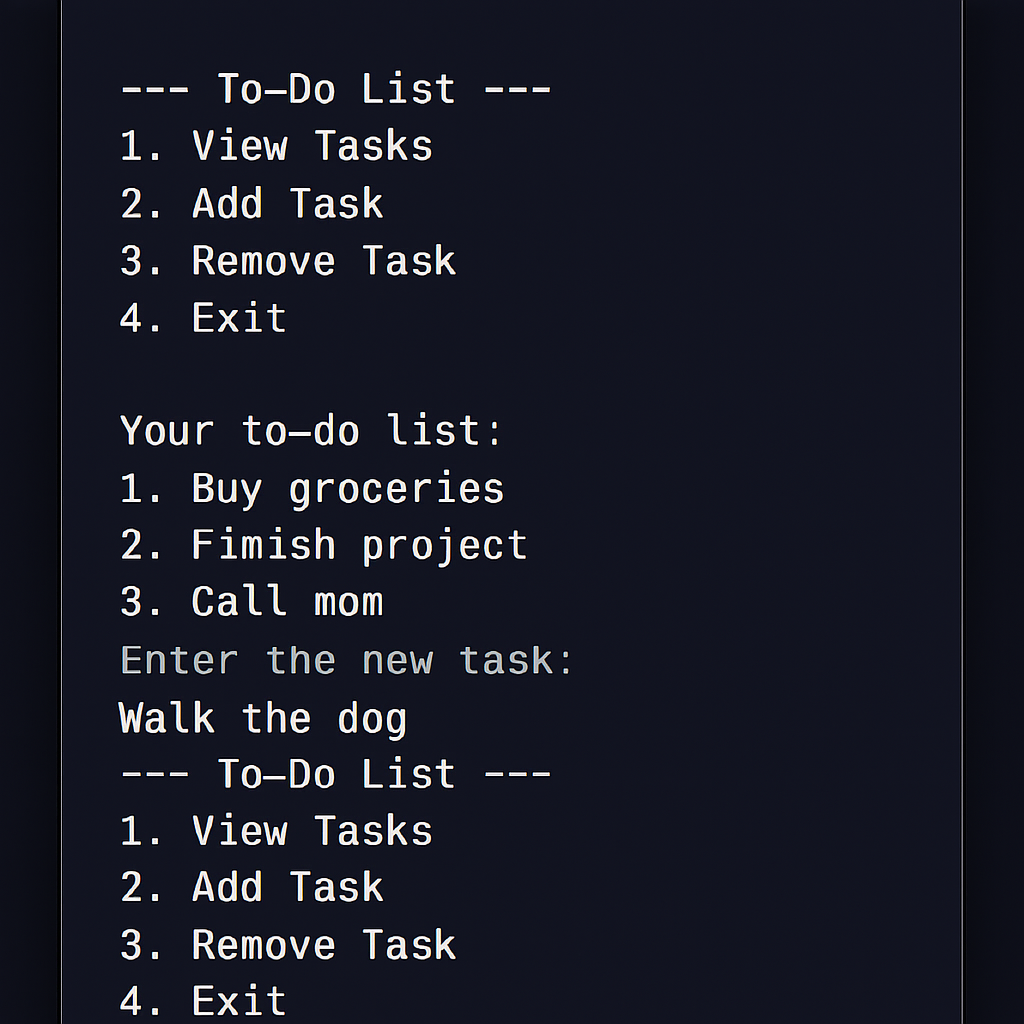 --- To–Do List ---
1. View Tasks
2. Add Task
3. Remove Task
4. Exit
Your to–do list:
1. Buy groceries
2. Fimish project
3. Call mom
Enter the new task:
Walk the dog
--- To–Do List ---
1. View Tasks
2. Add Task
3. Remove Task
4. Exit